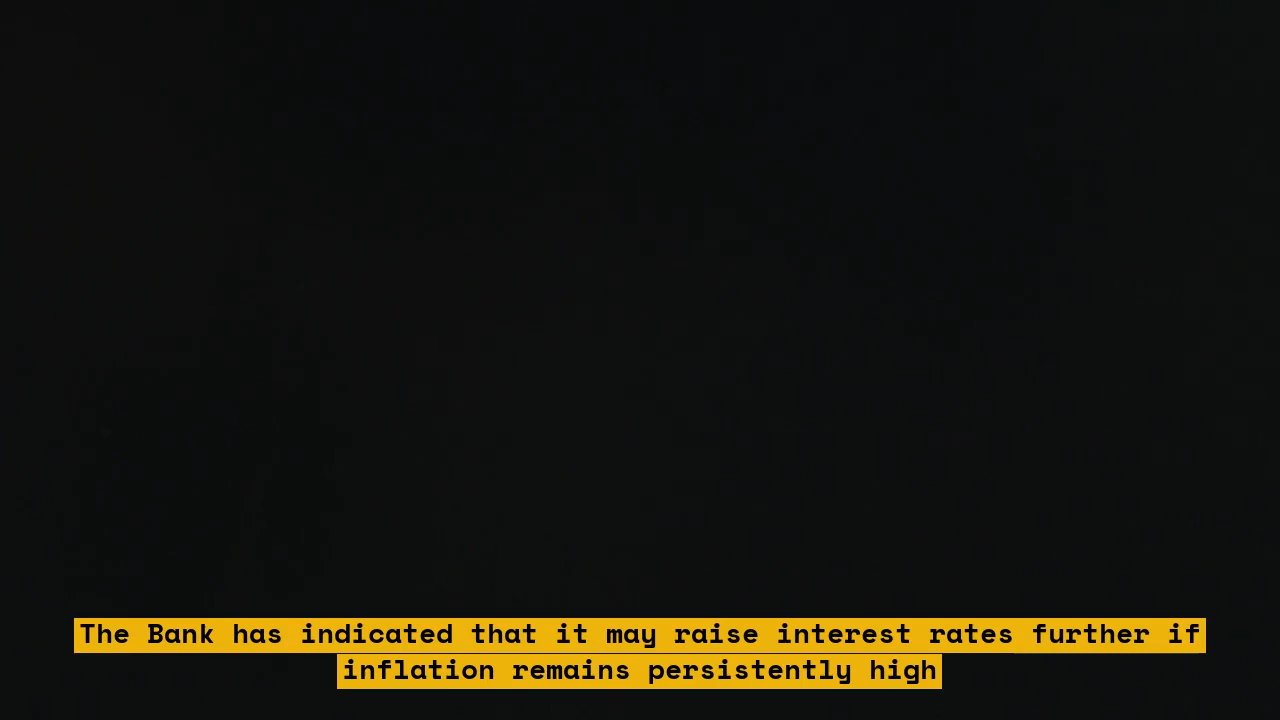 The Bank has indicated that it may raise interest rates further if
inflation remains persistently high